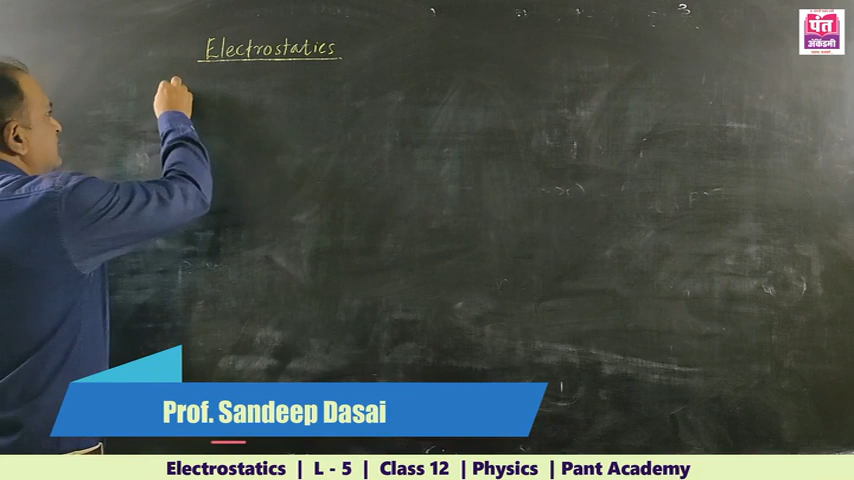 पंत
अ‍ॅकॅडमी
Electrostatics
Prof. Sandeep Dasai
Electrostatics | L - 5 | Class 12 | Physics | Pant Academy